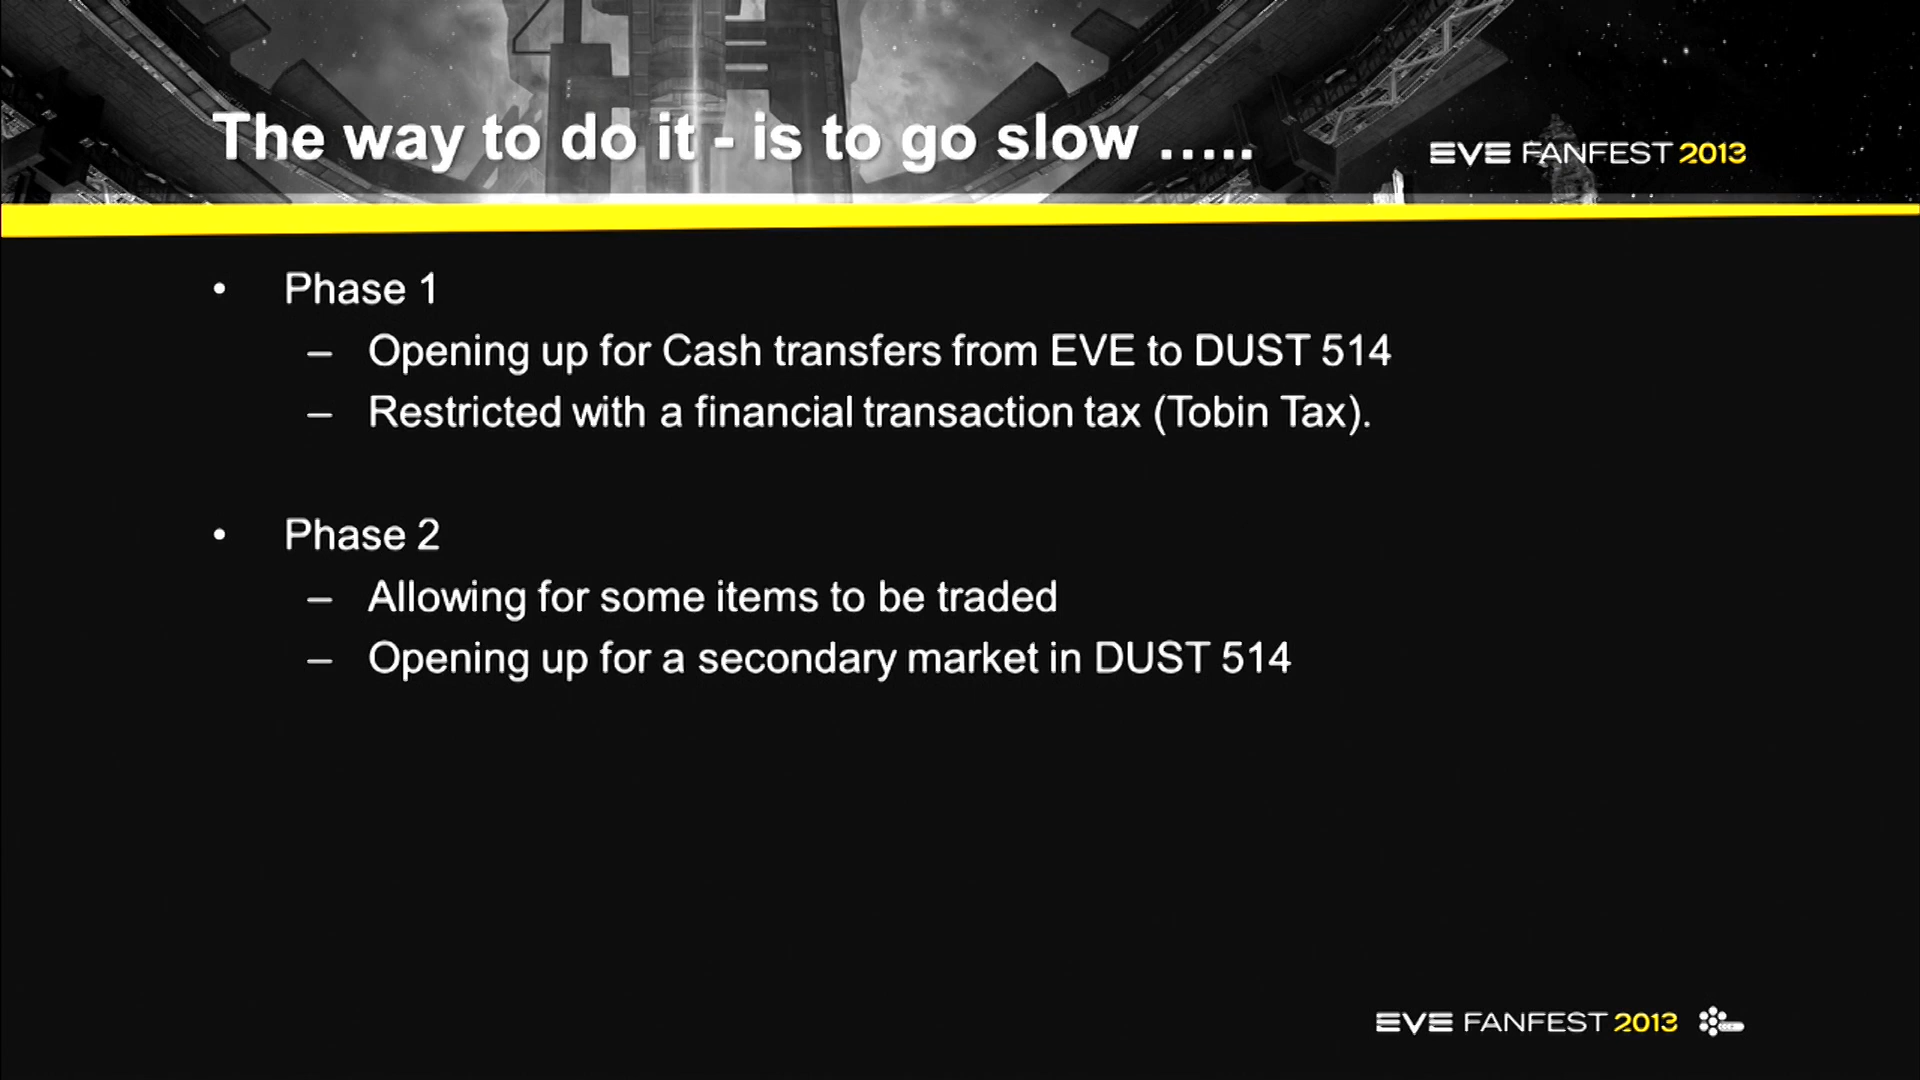 The way to do it - is to go slow .....
EVE FANFEST 2013
• Phase 1
– Opening up for Cash transfers from EVE to DUST 514
– Restricted with a financial transaction tax (Tobin Tax).
• Phase 2
– Allowing for some items to be traded
– Opening up for a secondary market in DUST 514
EVE FANFEST 2013